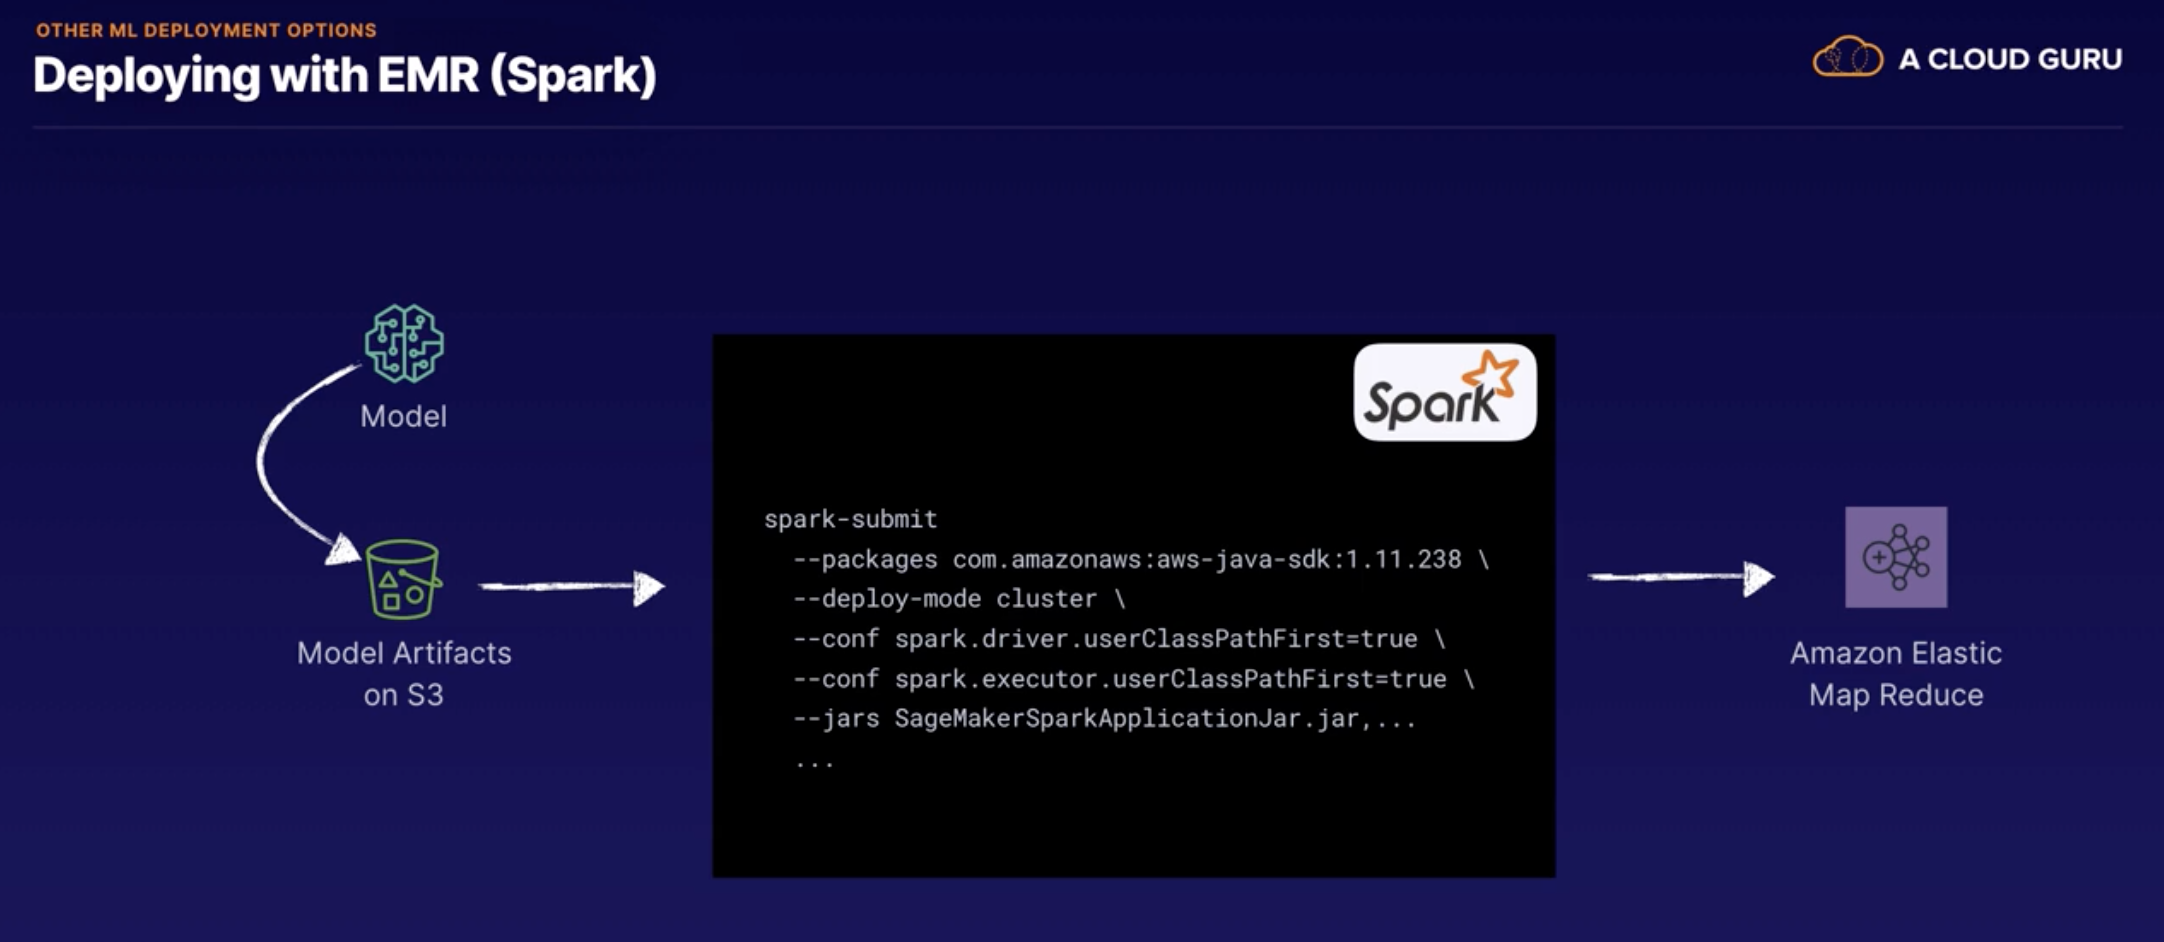 OTHER ML DEPLOYMENT OPTIONS
Deploying with EMR (Spark)
A CLOUD GURU
Model
Model Artifacts
on S3
Spark
spark-submit
--packages com.amazonaws:aws-java-sdk:1.11.238 \
--deploy-mode cluster \
--conf spark.driver.userClassPathFirst=true \
--conf spark.executor.userClassPathFirst=true \
--jars SageMakerSparkApplicationJar.jar,...
...
Amazon Elastic
Map Reduce